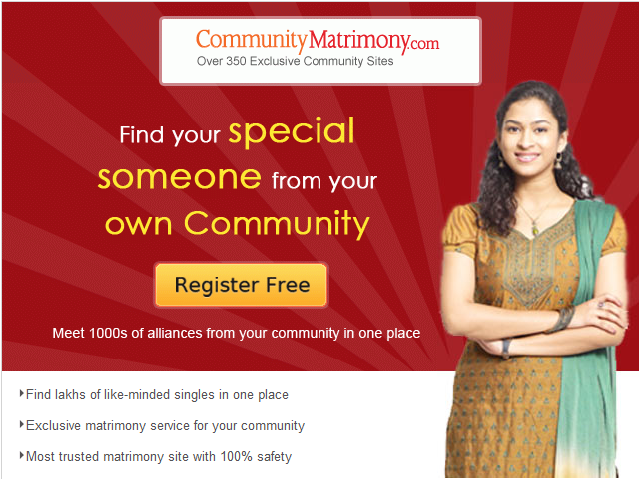 CommunityMatrimony.com
Over 350 Exclusive Community Sites
Find your special
someone from your
own Community
Register Free
Meet 1000s of alliances from your community in one place
Find lakhs of like-minded singles in one place
Exclusive matrimony service for your community
Most trusted matrimony site with 100% safety